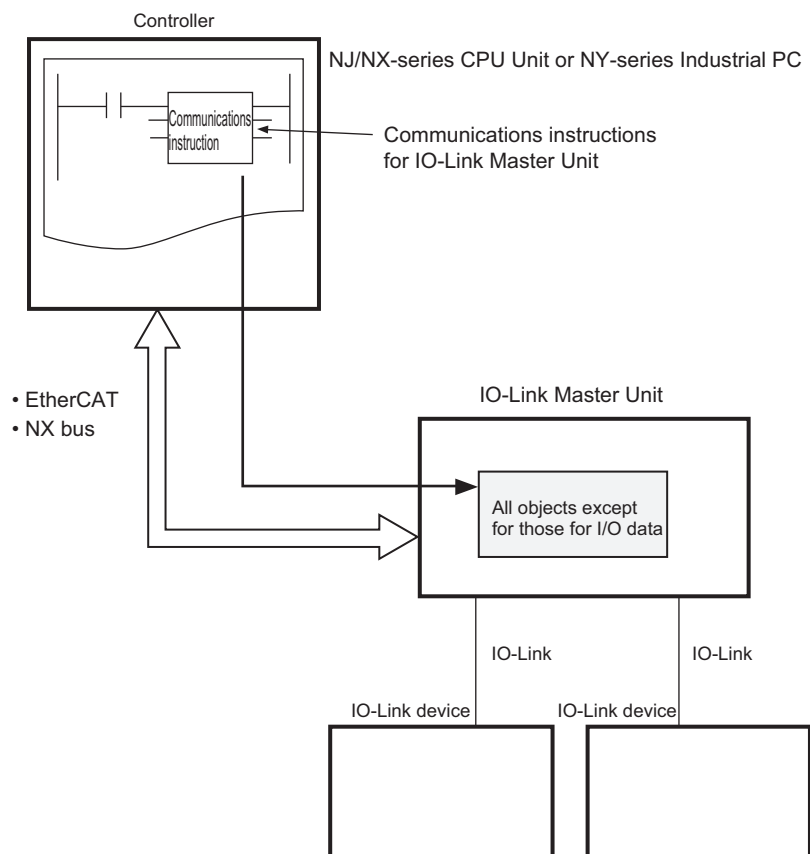 Controller
NJ/NX-series CPU Unit or NY-series Industrial PC
Communications
instruction
Communications instructions
for IO-Link Master Unit
• EtherCAT
• NX bus
IO-Link Master Unit
All objects except
for those for I/O data
IO-Link
IO-Link
IO-Link device
IO-Link device